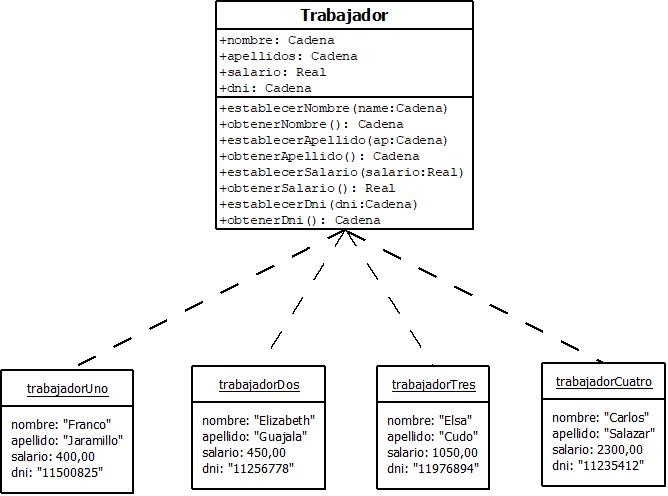 Trabajador
+nombre: Cadena
+apellidos: Cadena
+salario: Real
+dni: Cadena
+establecerNombre(name:Cadena)
+obtenerNombre(): Cadena
+establecerApellido(ap:Cadena)
+obtenerApellido(): Cadena
+establecerSalario(salario:Real)
+obtenerSalario(): Real
+establecerDni(dni:Cadena)
+obtenerDni(): Cadena
trabajadorUno
nombre: "Franco"
apellido: "Jaramillo"
salario: 400,00
dni: "11500825"
trabajadorDos
nombre: "Elizabeth"
apellido: "Guajala"
salario: 450,00
dni: "11256778"
trabajadorTres
nombre: "Elsa"
apellido: "Cudo"
salario: 1050,00
dni: "11976894"
trabajadorCuatro
nombre: "Carlos"
apellido: "Salazar"
salario: 2300,00
dni: "11235412"